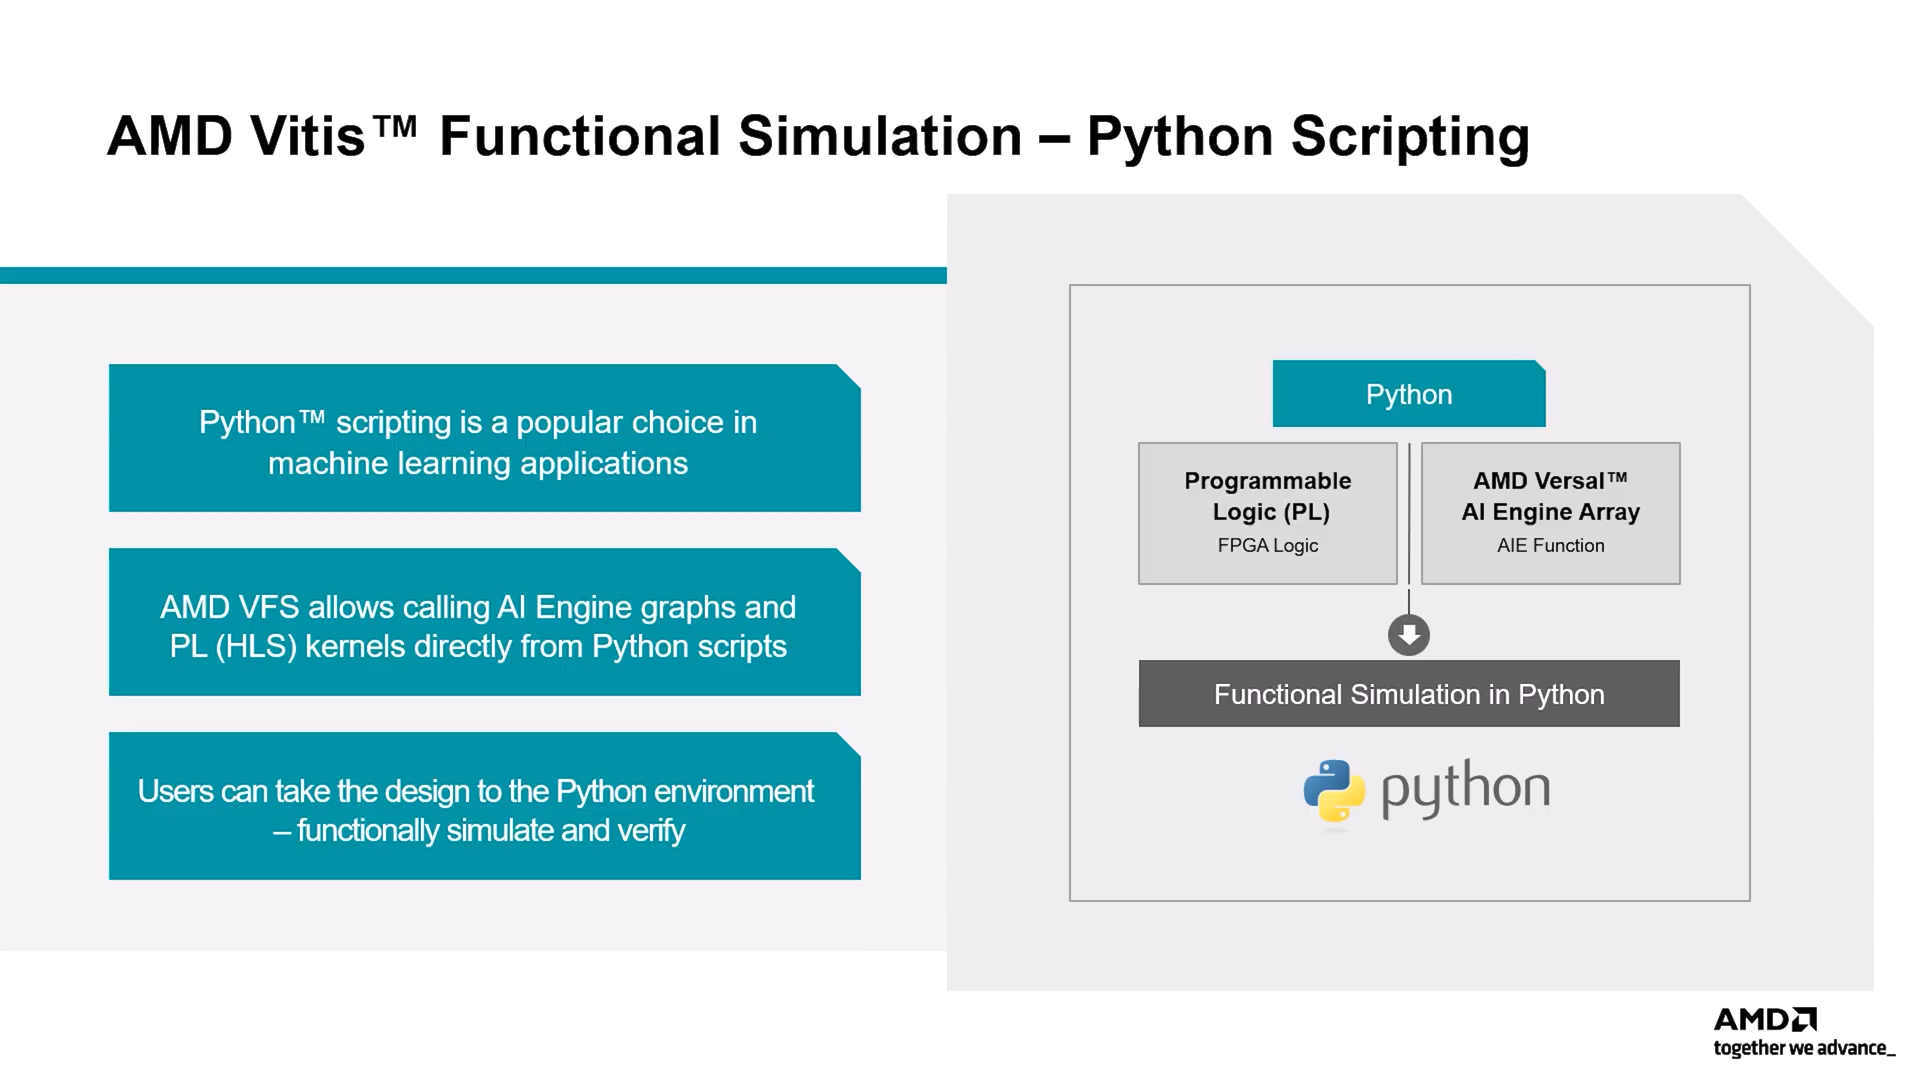 AMD Vitis™ Functional Simulation – Python Scripting
Python™ scripting is a popular choice in
machine learning applications
AMD VFS allows calling AI Engine graphs and
PL (HLS) kernels directly from Python scripts
Users can take the design to the Python environment
– functionally simulate and verify
Python
Programmable
Logic (PL)
FPGA Logic
AMD Versal™
AI Engine Array
AIE Function
Functional Simulation in Python
python
AMD
together we advance_